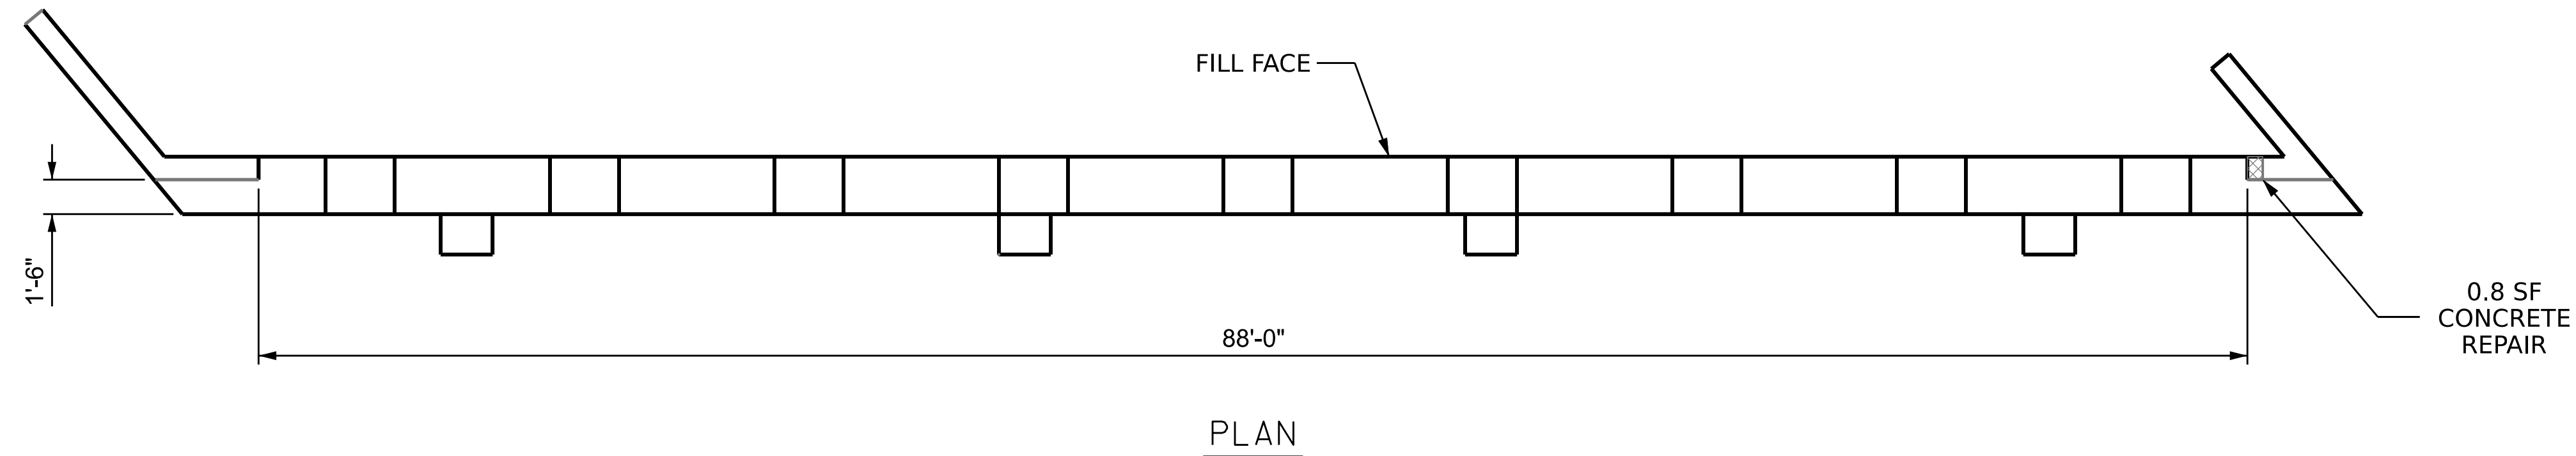 FILL FACE
1'-6"
88'-0"
0.8 SF
CONCRETE
REPAIR
PLAN